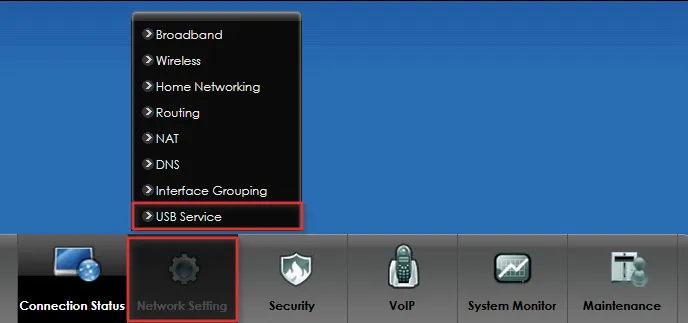 Broadband
Wireless
Home Networking
Routing
NAT
DNS
Interface Grouping
USB Service
Connection Status
Network Setting
Security
VoIP
System Monitor
Maintenance